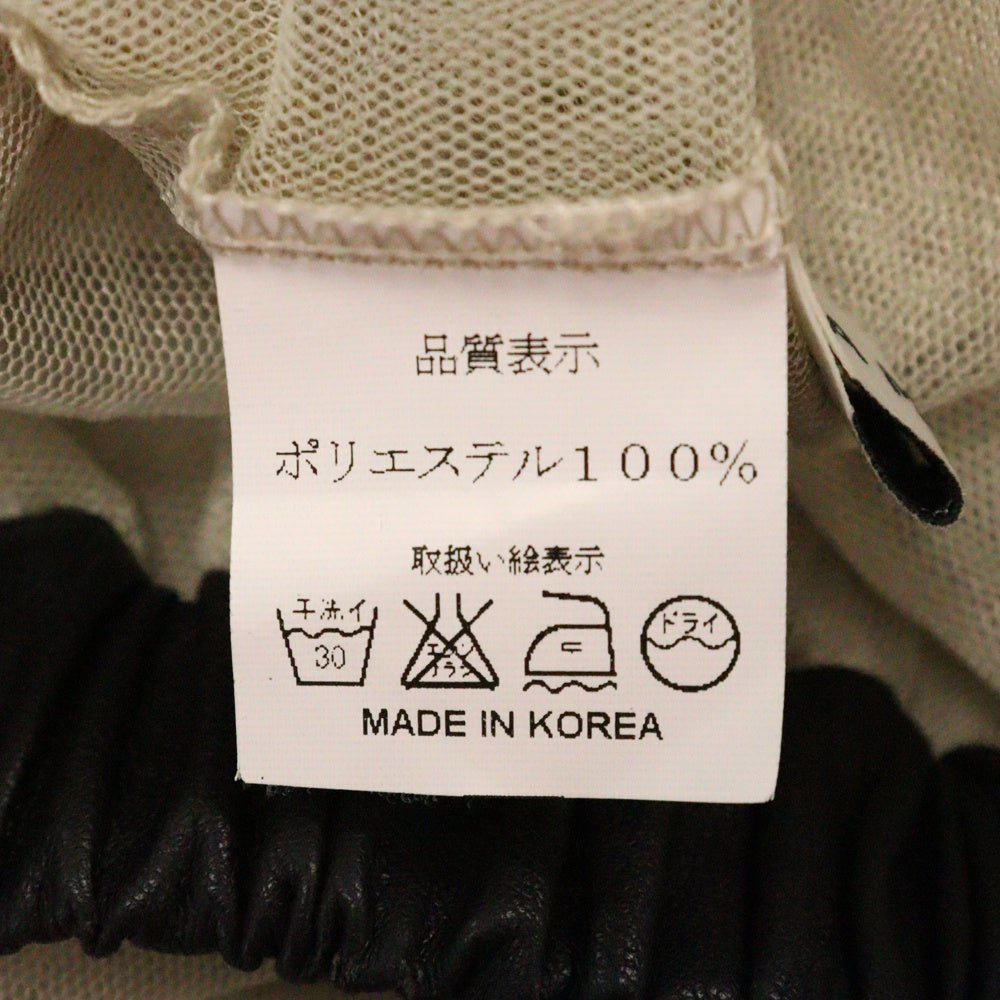 品質表示
ポリエステル１００％
取扱い絵表示
手洗イ
30
エンソ
サラシ
ドライ
MADE IN KOREA